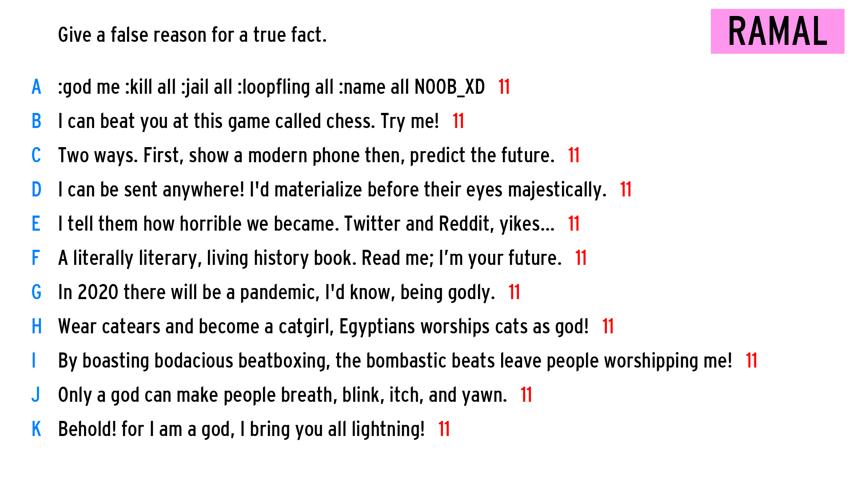 Give a false reason for a true fact.
RAMAL
A :god me :kill all :jail all :loopfling all :name all N00B_XD 11
B I can beat you at this game called chess. Try me! 11
C Two ways. First, show a modern phone then, predict the future. 11
D I can be sent anywhere! I'd materialize before their eyes majestically. 11
E I tell them how horrible we became. Twitter and Reddit, yikes... 11
F A literally literary, living history book. Read me; I’m your future. 11
G In 2020 there will be a pandemic, I'd know, being godly. 11
H Wear catears and become a catgirl, Egyptians worships cats as god! 11
I By boasting bodacious beatboxing, the bombastic beats leave people worshipping me! 11
J Only a god can make people breath, blink, itch, and yawn. 11
K Behold! for I am a god, I bring you all lightning! 11